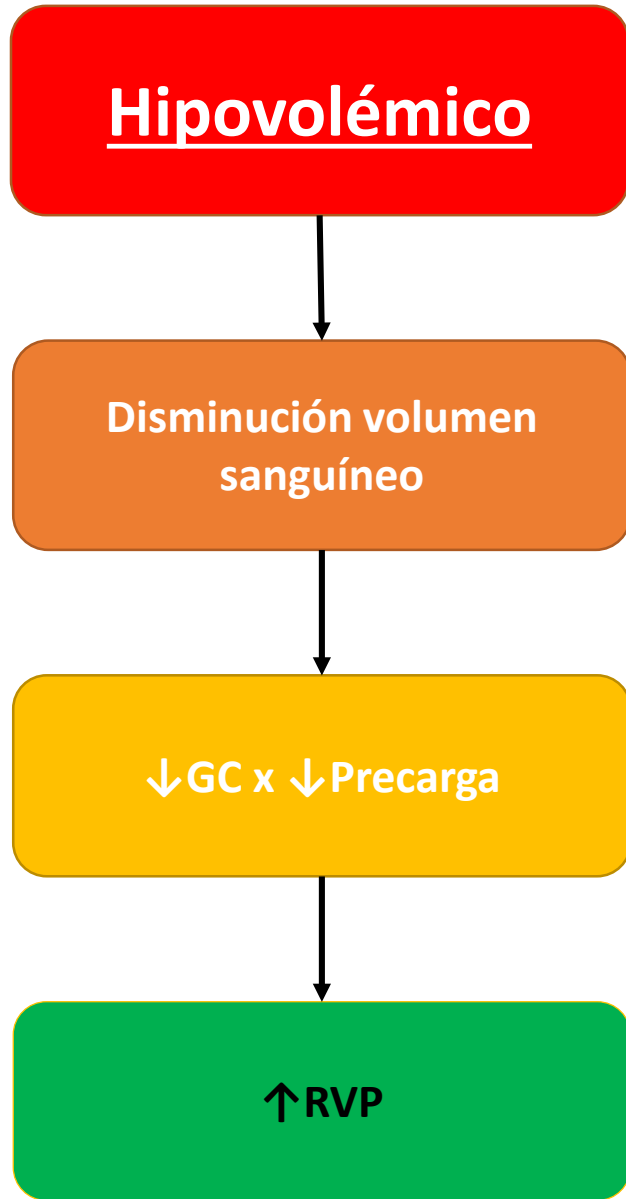 Hipovolémico
Disminución volumen
sanguíneo
↓GC x ↓Precarga
↑RVP